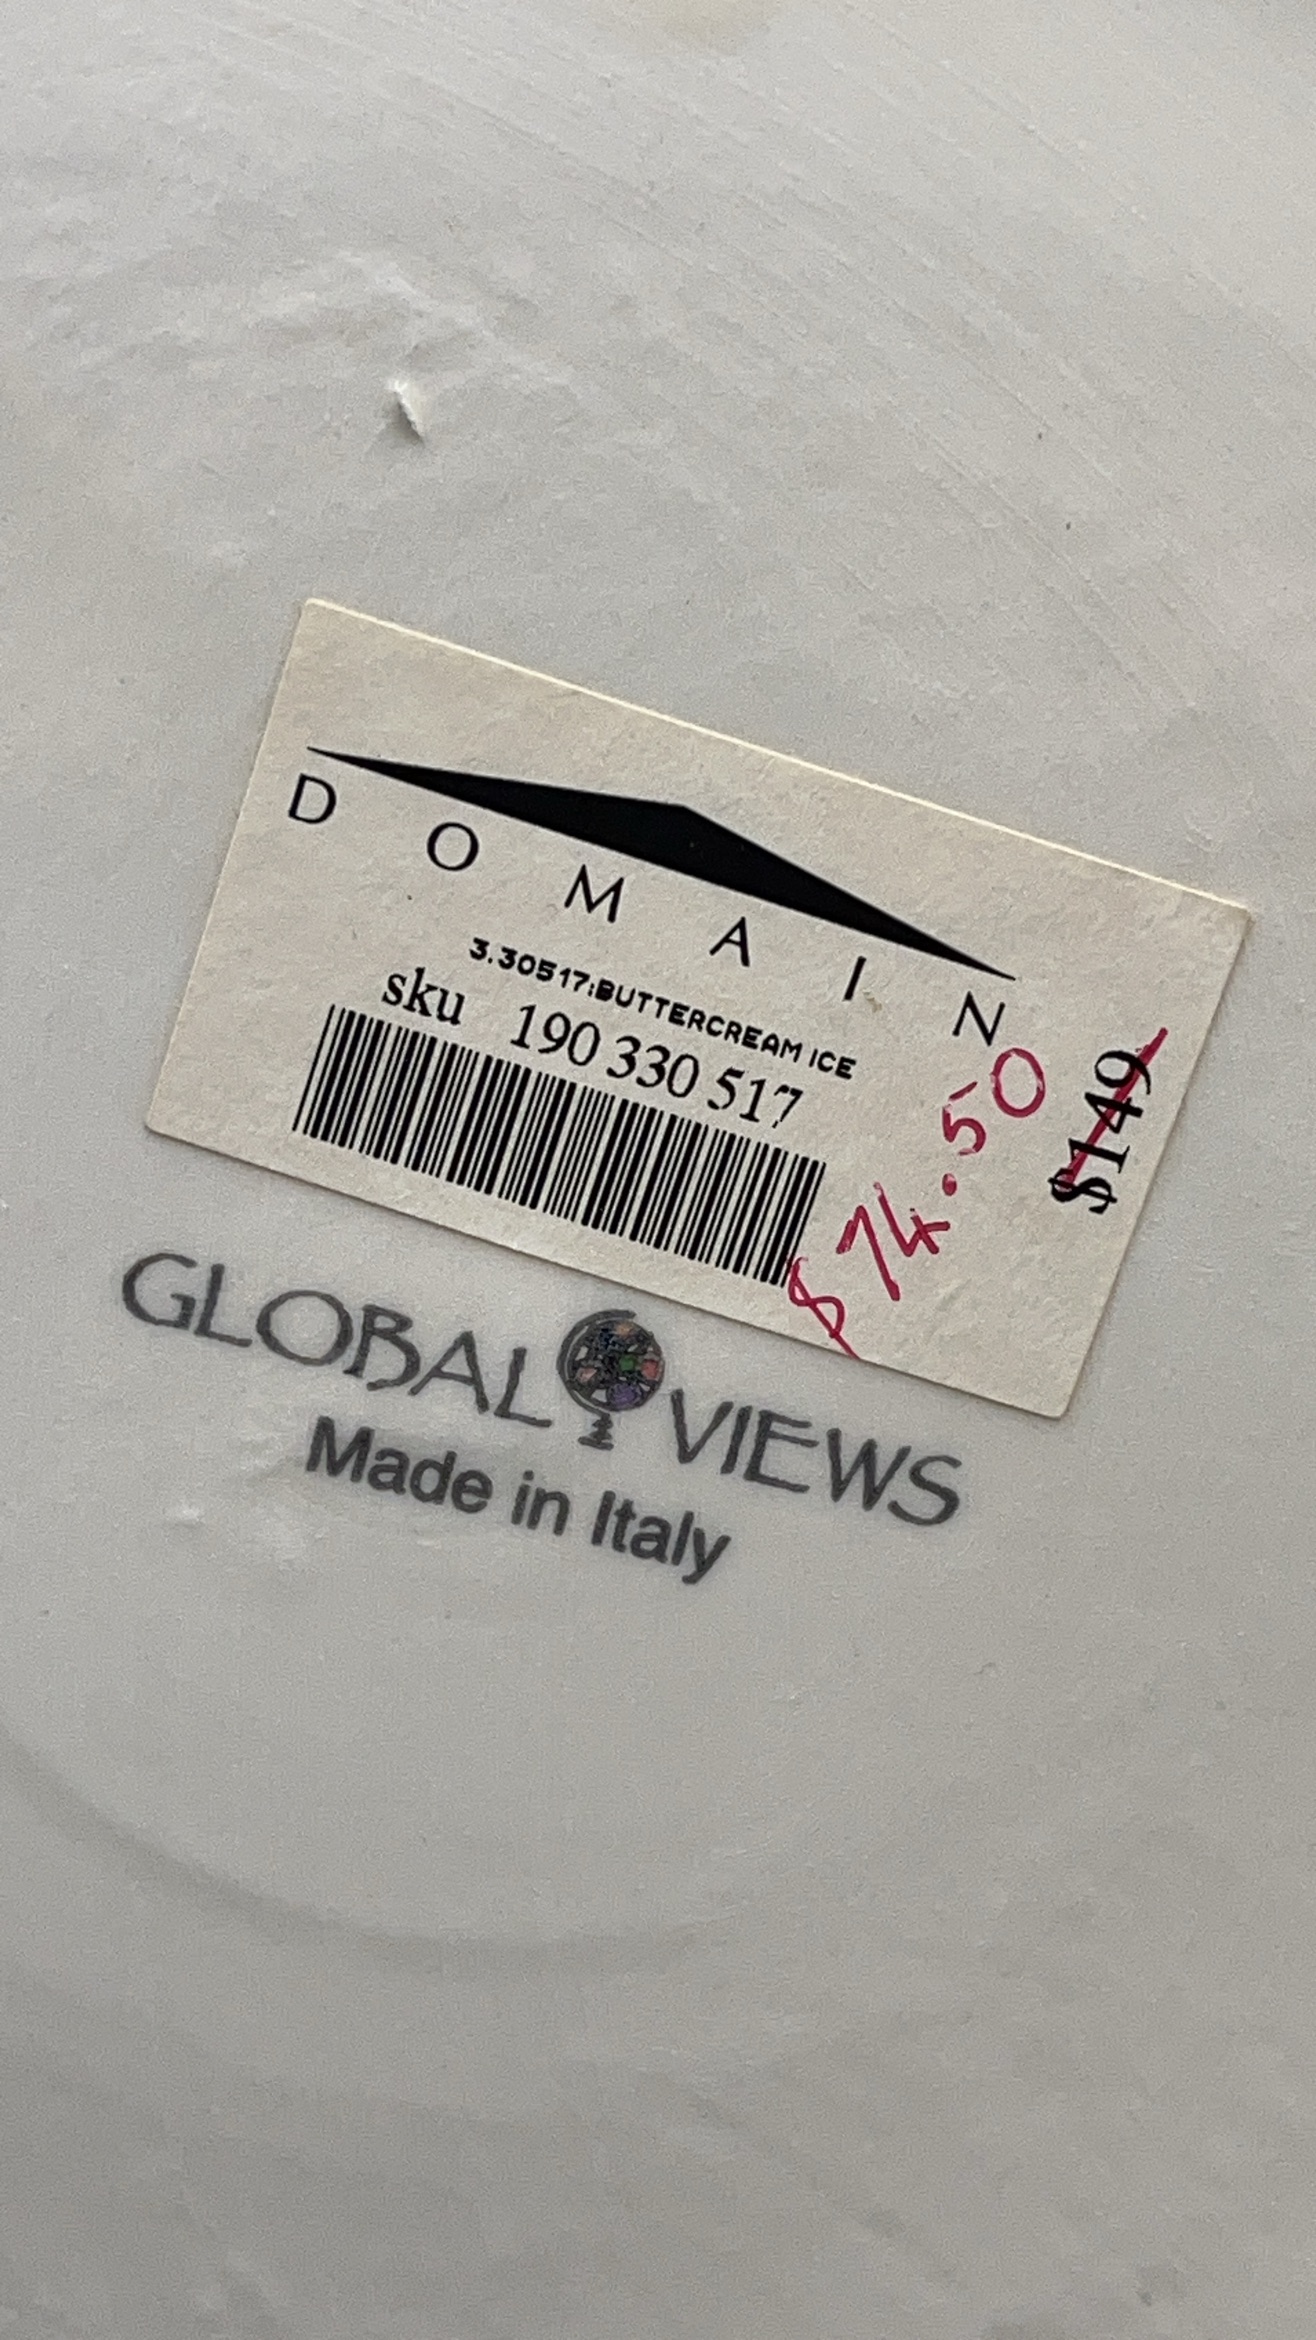 DOMAIN
3.30517:BUTTERCREAM ICE
sku 190 330 517
$149
$74.50
GLOBAL VIEWS
Made in Italy